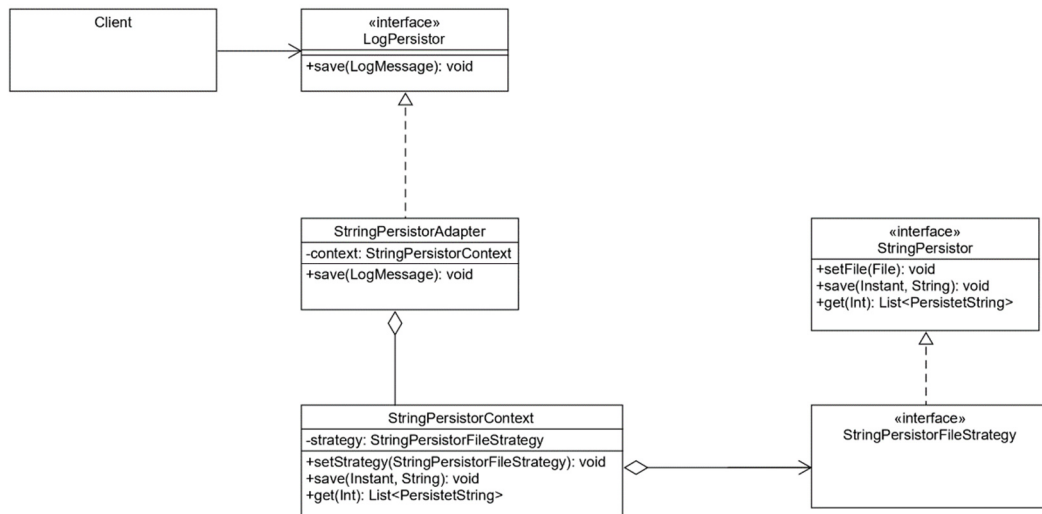 Client
«interface»
LogPersistor
+save(LogMessage): void
StrringPersistorAdapter
-context: StringPersistorContext
+save(LogMessage): void
«interface»
StringPersistor
+setFile(File): void
+save(Instant, String): void
+get(Int): List<PersistetString>
StringPersistorContext
-strategy: StringPersistorFileStrategy
+setStrategy(StringPersistorFileStrategy): void
+save(Instant, String): void
+get(Int): List<PersistetString>
«interface»
StringPersistorFileStrategy